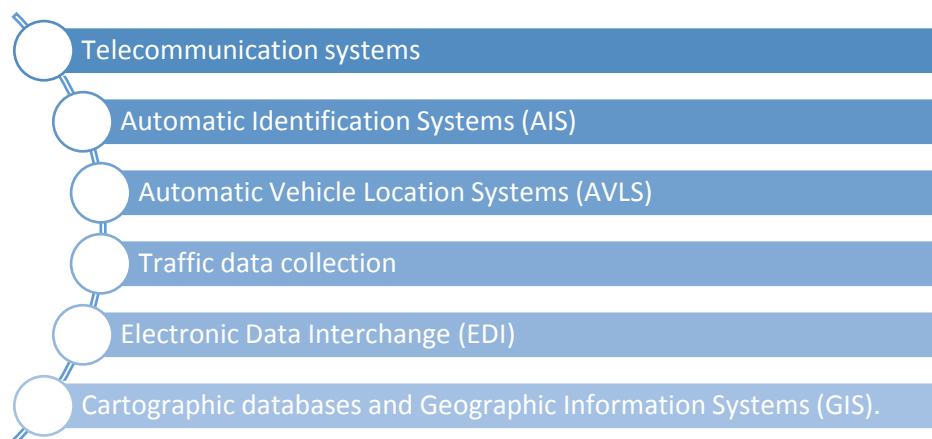 Telecommunication systems
Automatic Identification Systems (AIS)
Automatic Vehicle Location Systems (AVLS)
Traffic data collection
Electronic Data Interchange (EDI)
Cartographic databases and Geographic Information Systems (GIS).